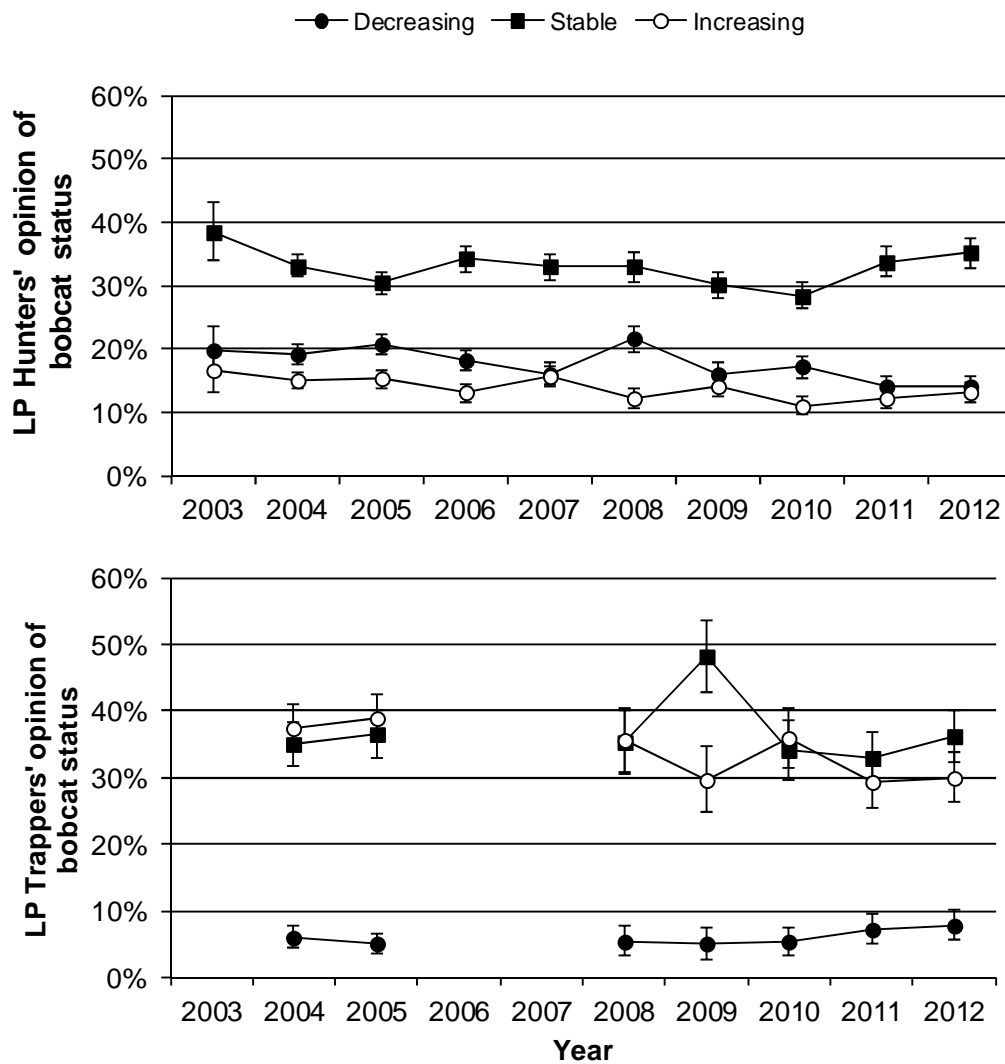 Decreasing Stable Increasing
LP Hunters' opinion of
bobcat status
60%
50%
40%
30%
20%
10%
0%
2003 2004 2005 2006 2007 2008 2009 2010 2011 2012
LP Trappers' opinion of
bobcat status
60%
50%
40%
30%
20%
10%
0%
2003 2004 2005 2006 2007 2008 2009 2010 2011 2012
Year